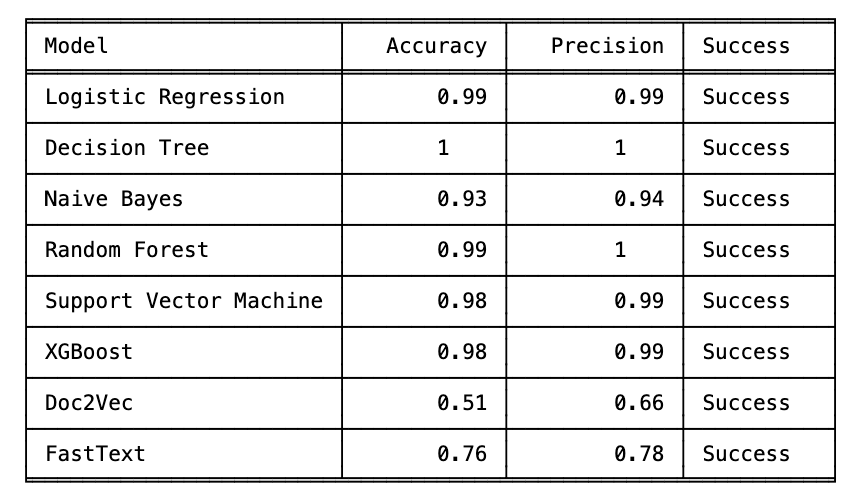 Model Accuracy Precision Success
Logistic Regression 0.99 0.99 Success
Decision Tree 1 1 Success
Naive Bayes 0.93 0.94 Success
Random Forest 0.99 1 Success
Support Vector Machine 0.98 0.99 Success
XGBoost 0.98 0.99 Success
Doc2Vec 0.51 0.66 Success
FastText 0.76 0.78 Success